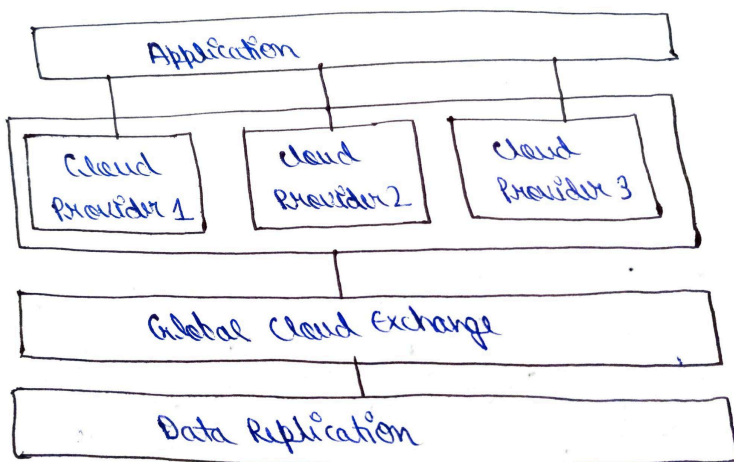 Application
Cloud
Provider 1
Cloud
Provider 2
Cloud
Provider 3
Global Cloud Exchange
Data Replication